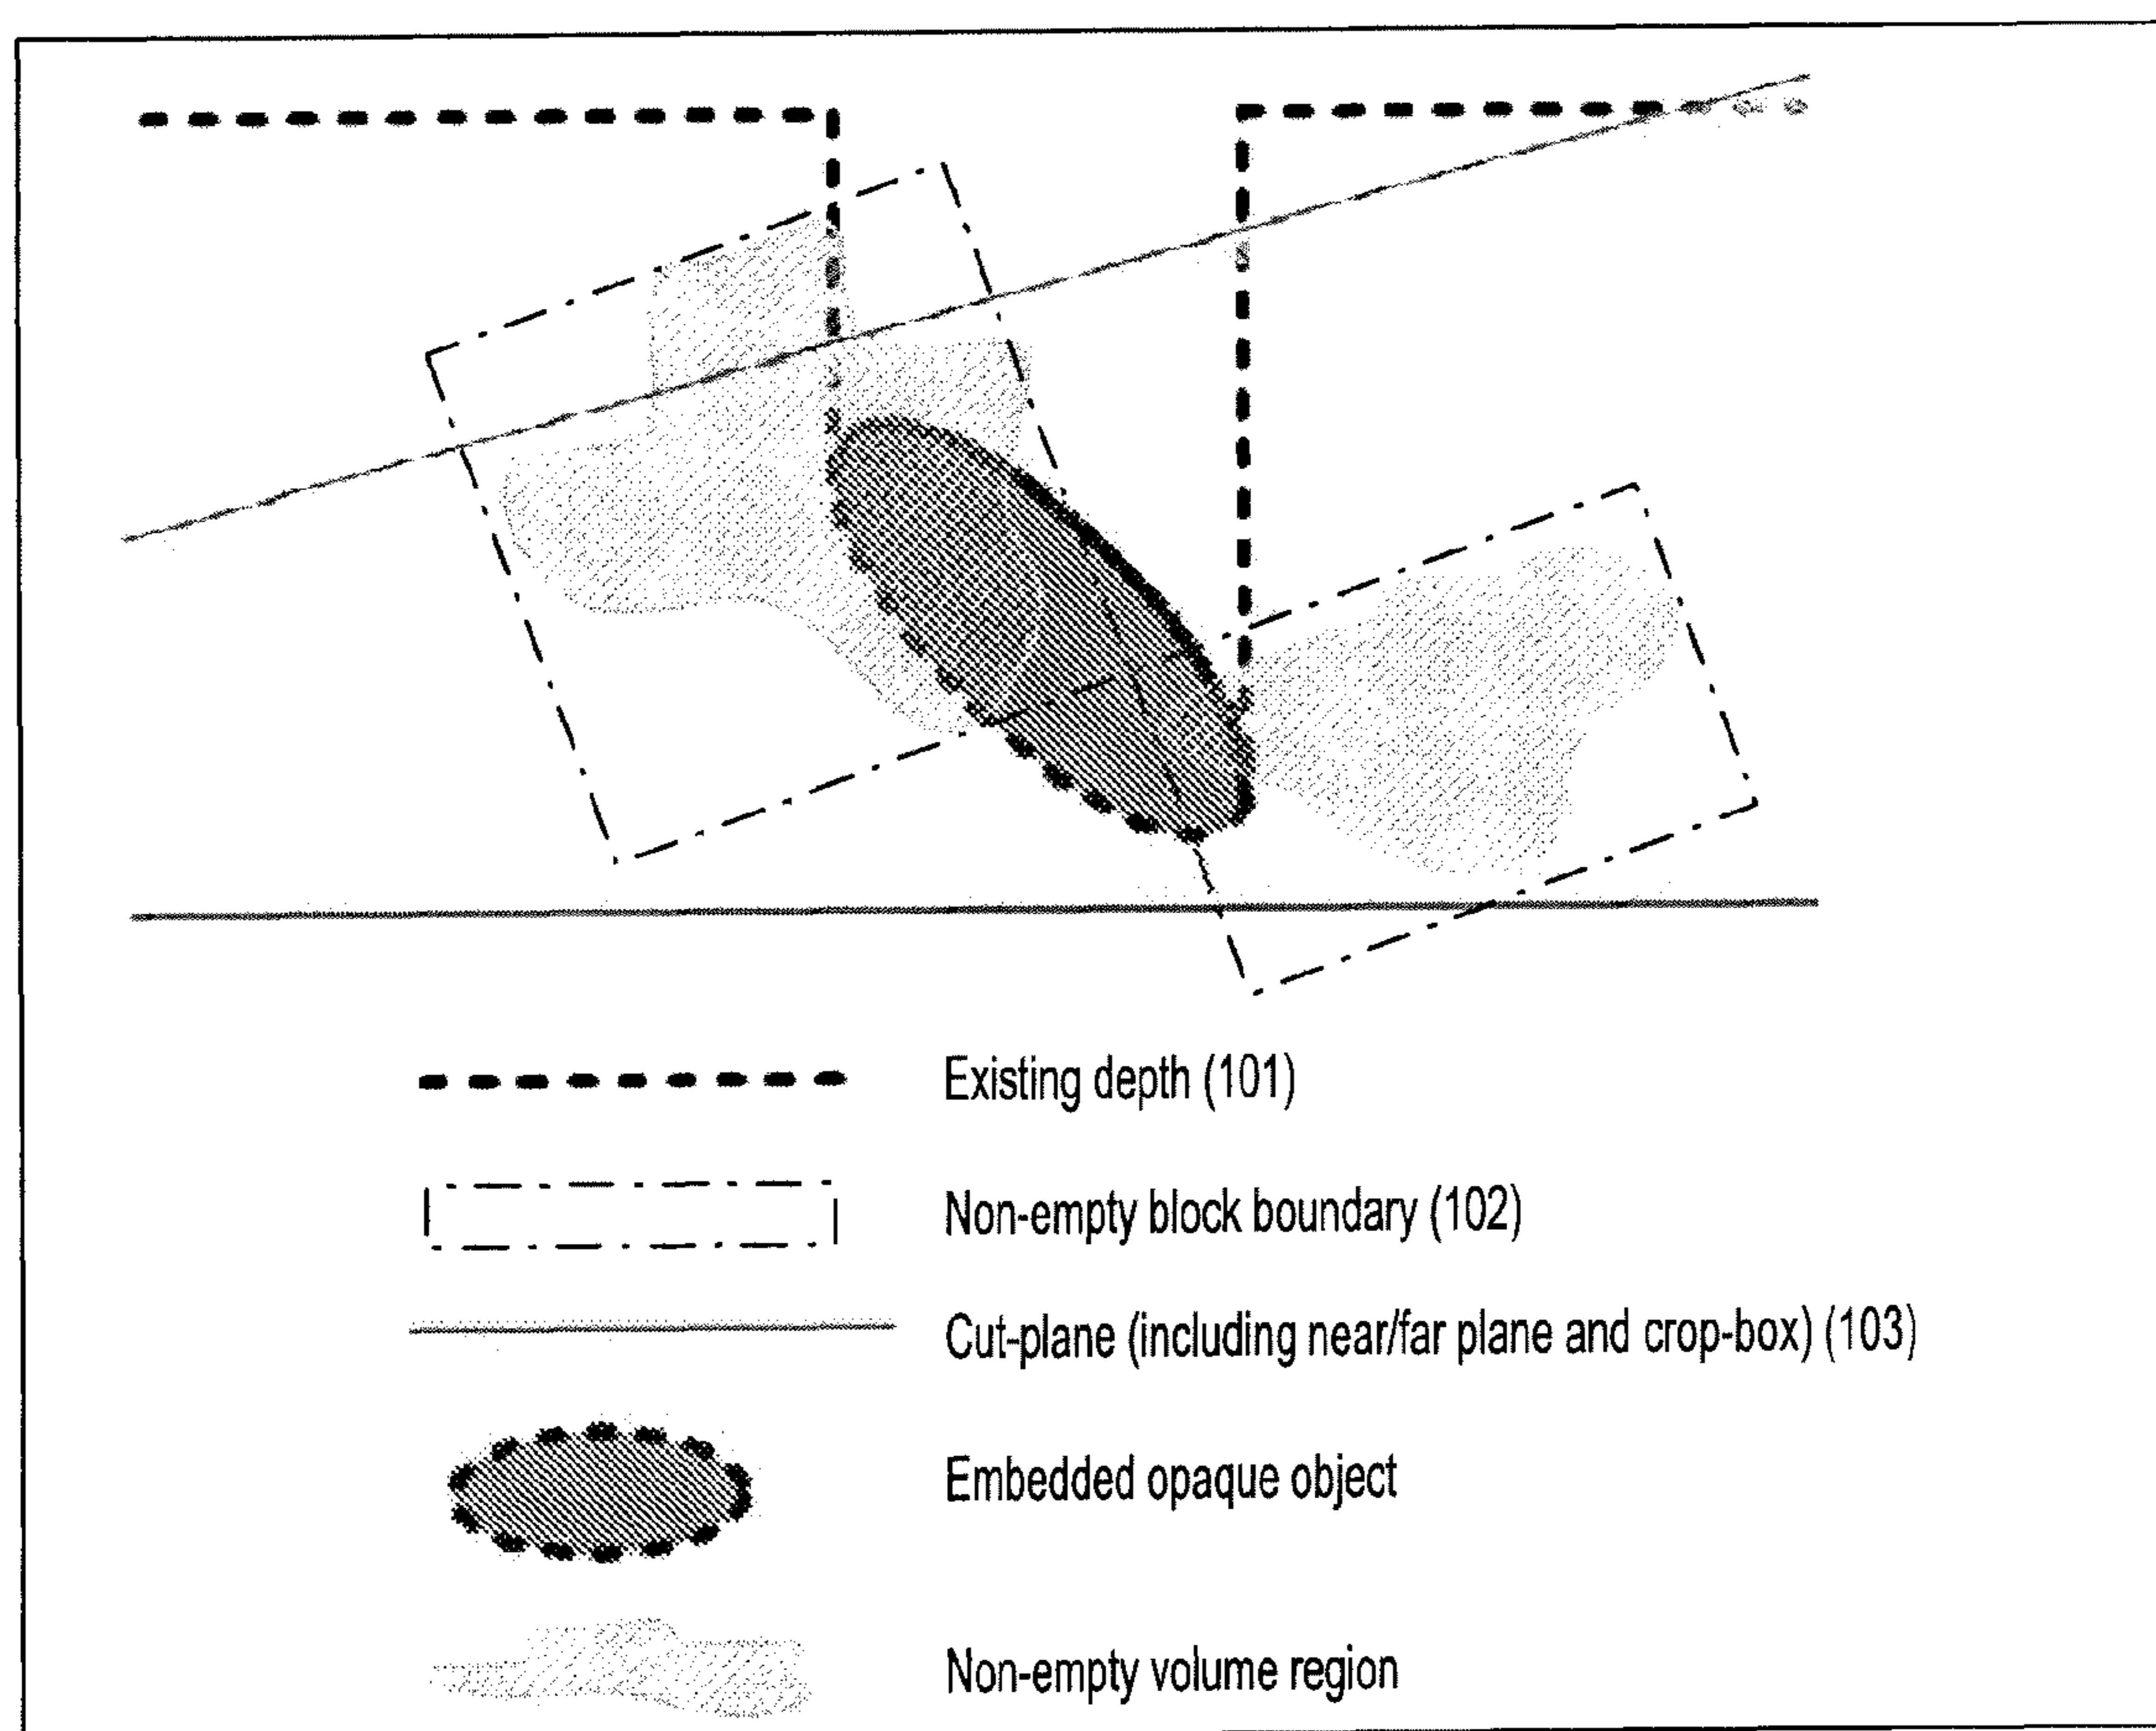 Existing depth (101)
Non-empty block boundary (102)
Cut-plane (including near/far plane and crop-box) (103)
Embedded opaque object
Non-empty volume region